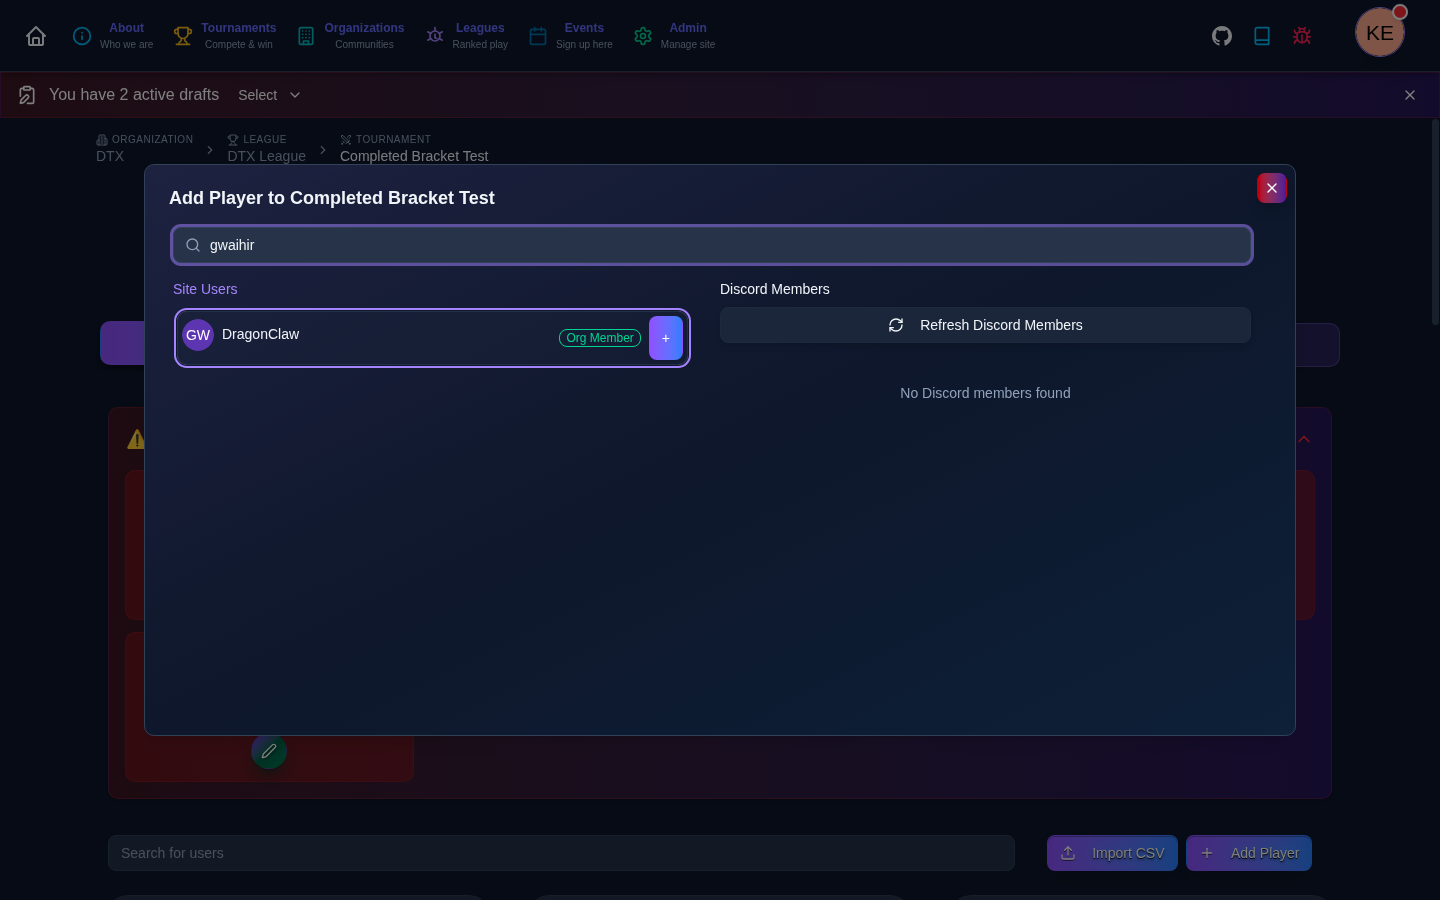 About
Who we are
Tournaments
Compete & win
Organizations
Communities
Leagues
Ranked play
Events
Sign up here
Admin
Manage site
KE
You have 2 active drafts
Select
ORGANIZATION
DTX
LEAGUE
DTX League
TOURNAMENT
Completed Bracket Test
Add Player to Completed Bracket Test
gwaihir
Site Users
GW
DragonClaw
Org Member
+
Discord Members
Refresh Discord Members
No Discord members found
Search for users
Import CSV
Add Player